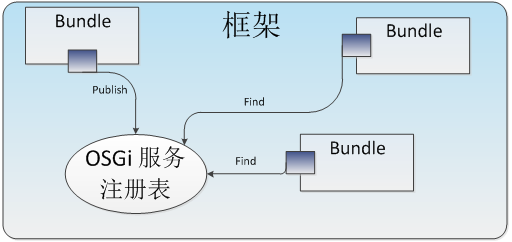 框架
Bundle
Bundle
Publish
Find
OSGi 服务
注册表
Find
Bundle